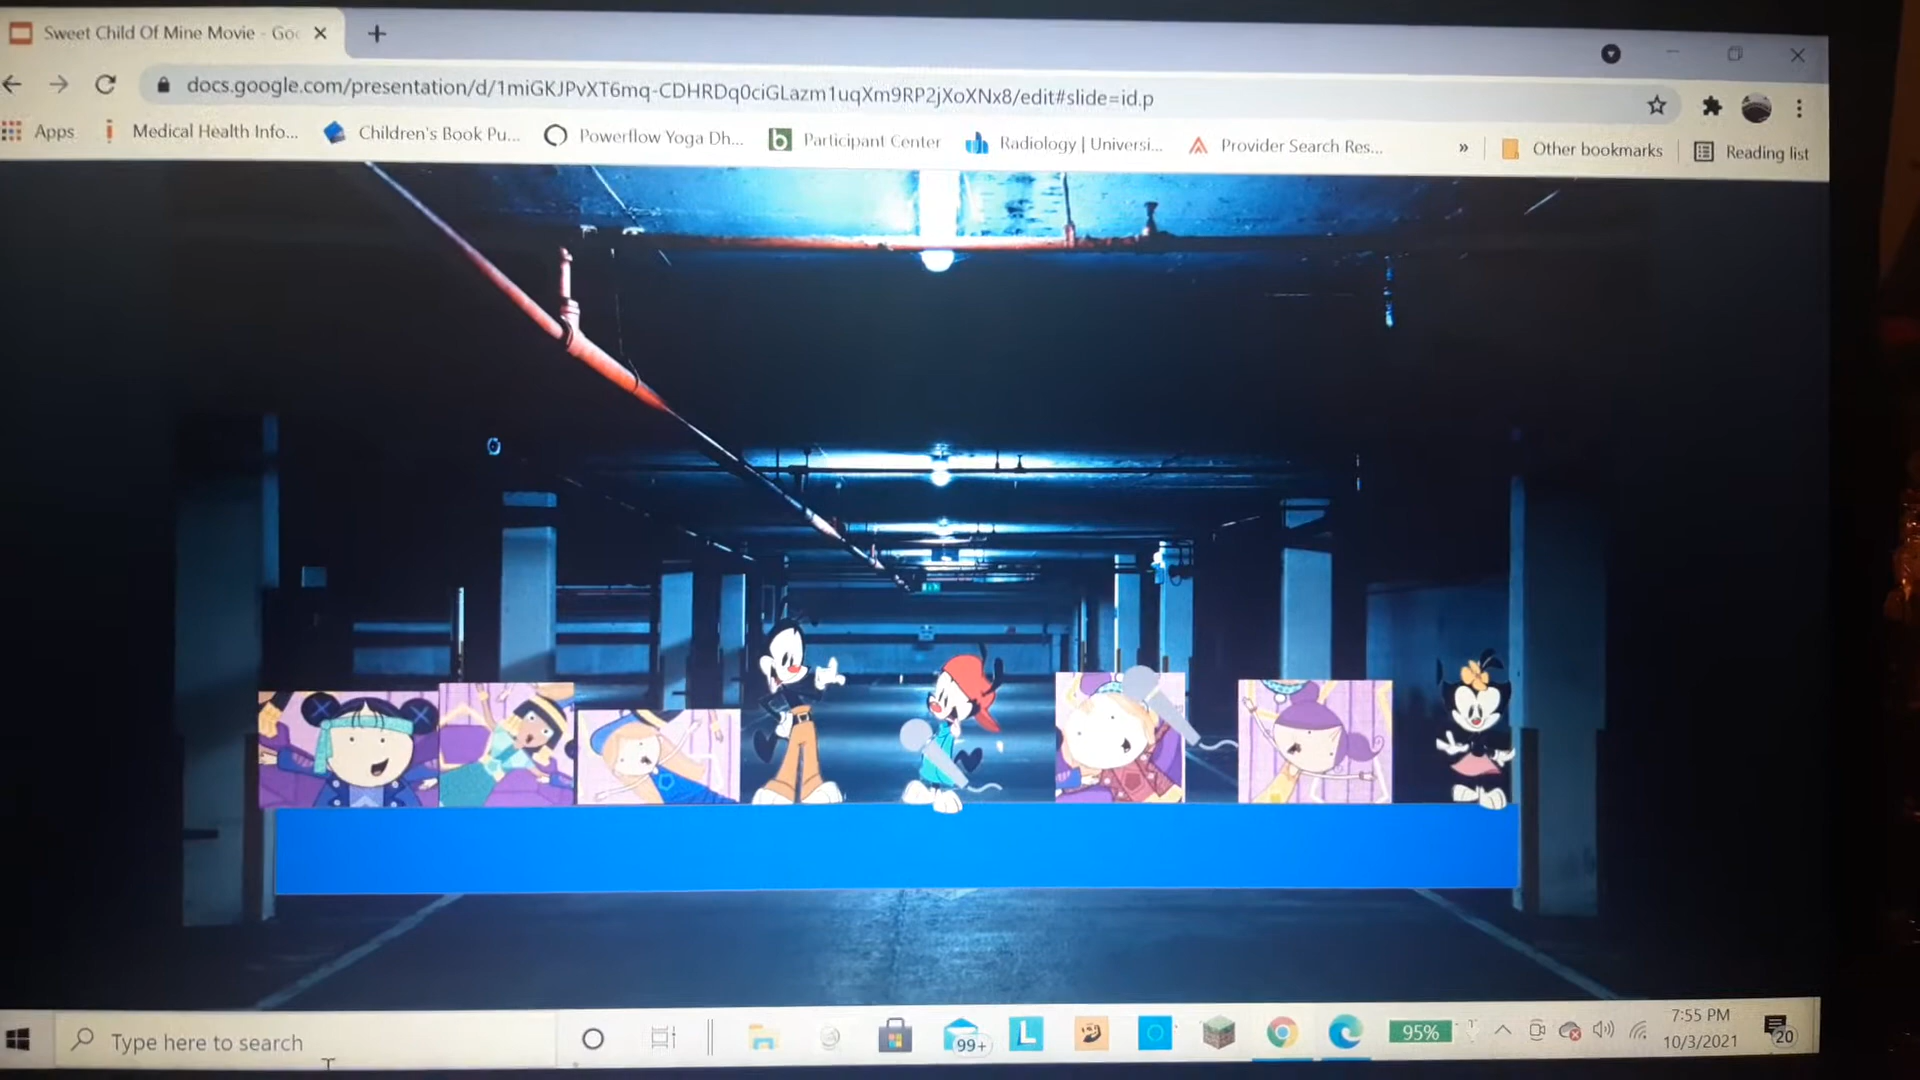 Sweet Child Of Mine Movie - Goo
docs.google.com/presentation/d/1miGKJPvXT6mq-CDHRDq0ciGLazm1uqXm9RP2jXoXNx8/edit#slide=id.p
Apps
Medical Health Info...
Children's Book Pu...
Powerflow Yoga Dh...
Participant Center
Radiology | Universi...
Provider Search Res...
»
Other bookmarks
Reading list
Type here to search
99+
L
95%
7:55 PM
10/3/2021
20